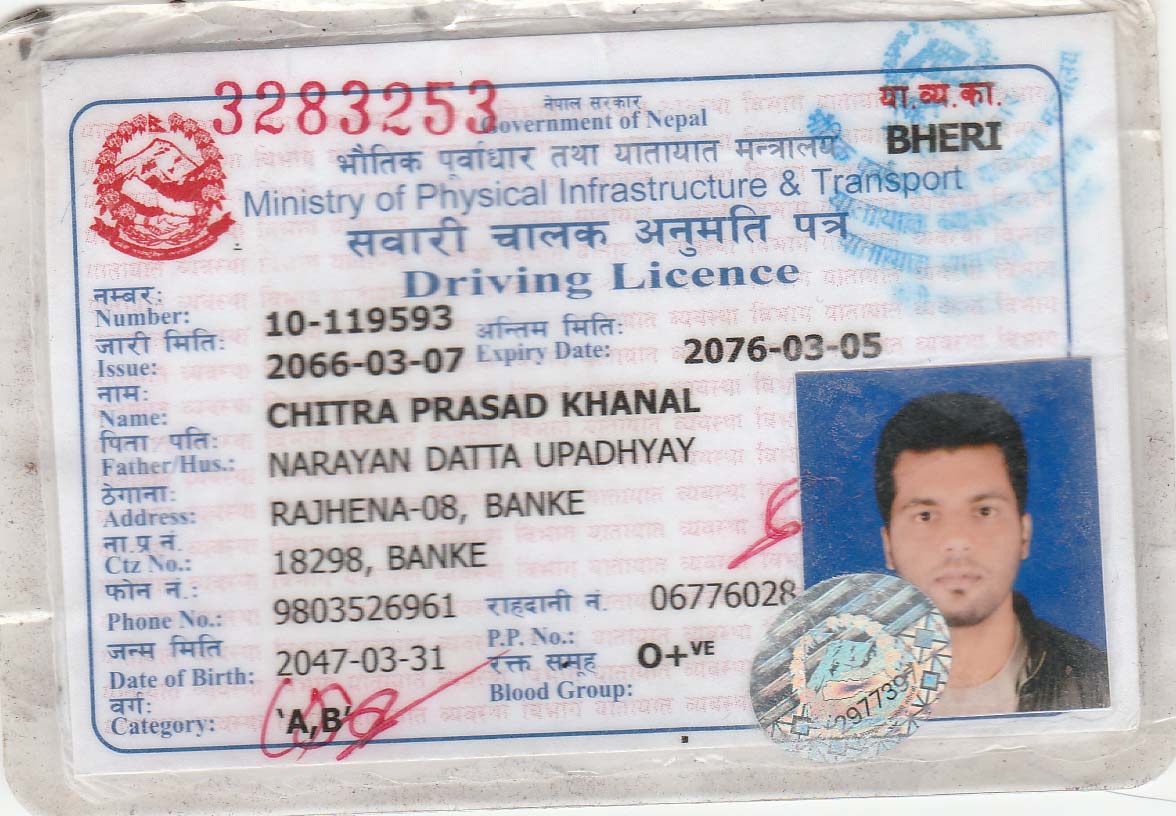 3283253
नेपाल सरकार
Government of Nepal
या.व्य.का.
BHERI
भौतिक पूर्वाधार तथा यातायात मन्त्रालय
Ministry of Physical Infrastructure & Transport
सवारी चालक अनुमति पत्र
Driving Licence
नम्बर:
Number: 10-119593
जारी मिति: अन्तिम मिति:
Issue: 2066-03-07 Expiry Date: 2076-03-05
नाम:
Name: CHITRA PRASAD KHANAL
पिता पति:
Father/Hus.: NARAYAN DATTA UPADHYAY
ठेगाना:
Address: RAJHENA-08, BANKE
ना.प्र.नं.
Ctz No.: 18298, BANKE
फोन नं.:
Phone No.: 9803526961 राहदानी नं. 06776028
P.P. No.:
जन्म मिति
Date of Birth: 2047-03-31 रक्त समूह O+VE
Blood Group:
वर्ग:
Category: 'A,B'